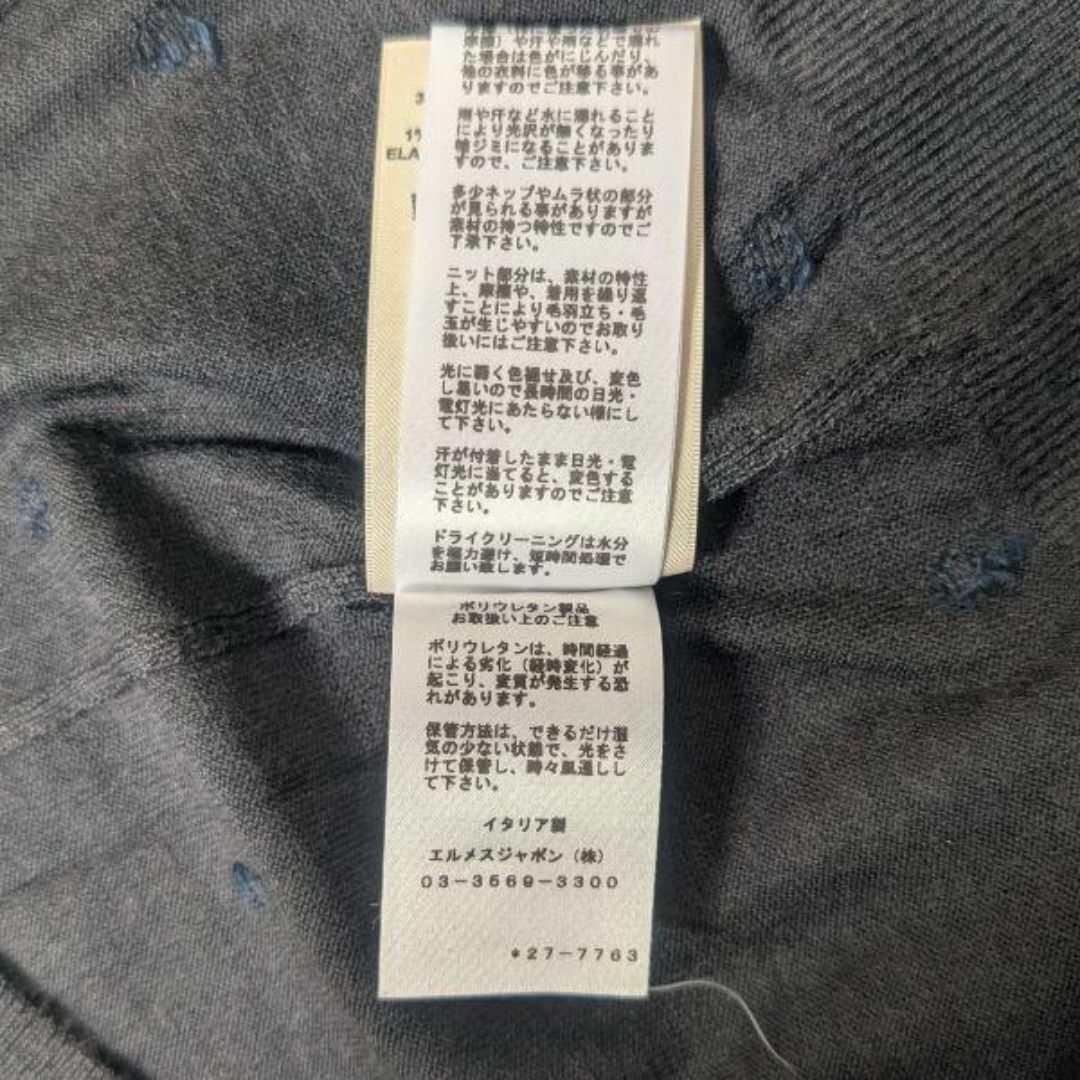 3
1%
ELA
摩擦）や汗や雨などで濡れ
た場合は色がにじんだり、
他の衣料に色が移る事があ
りますのでご注意下さい。
雨や汗など水に濡れること
により光沢が無くなったり
輪ジミになることがありま
すので、ご注意下さい。
多少ネップやムラ状の部分
が見られる事がありますが
素材の持つ特性ですのでご
了承下さい。
ニット部分は、素材の特性
上、摩擦や、着用を繰り返
すことにより毛羽立ち・毛
玉が生じやすいのでお取り
扱いにはご注意下さい。
光に弱く色褪せ及び、変色
し易いので長時間の日光・
電灯光にあたらない様にし
て下さい。
汗が付着したまま日光・電
灯光に当てると、変色する
ことがありますのでご注意
下さい。
ドライクリーニングは水分
を極力避け、短時間処理で
お願い致します。
ポリウレタン製品
お取扱い上のご注意
ポリウレタンは、時間経過
による劣化（経時変化）が
起こり、変質が発生する恐
れがあります。
保管方法は、できるだけ湿
気の少ない状態で、光をさ
けて保管し、時々風通しし
て下さい。
イタリア製
エルメスジャポン（株）
03-3569-3300
*27-7763